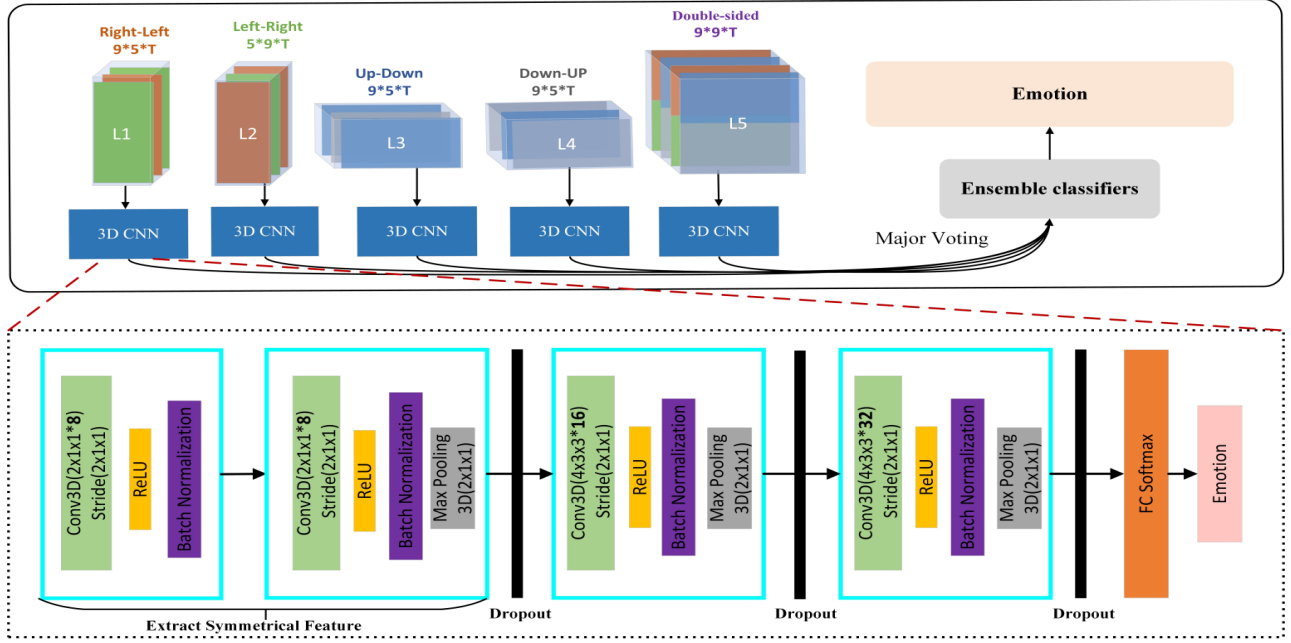 Right-Left
9*5*T
Left-Right
5*9*T
Up-Down
9*5*T
Down-UP
9*5*T
Double-sided
9*9*T
L1
L2
L3
L4
L5
3D CNN
3D CNN
3D CNN
3D CNN
3D CNN
Major Voting
Emotion
Ensemble classifiers
Conv3D(2x1x1*8)
Stride(2x1x1)
ReLU
Batch Normalization
Conv3D(2x1x1*8)
Stride(2x1x1)
ReLU
Batch Normalization
Max Pooling
3D(2x1x1)
Extract Symmetrical Feature
Dropout
Conv3D(4x3x3*16)
Stride(2x1x1)
ReLU
Batch Normalization
Max Pooling
3D(2x1x1)
Dropout
Conv3D(4x3x3*32)
Stride(2x1x1)
ReLU
Batch Normalization
Max Pooling
3D(2x1x1)
Dropout
FC Softmax
Emotion